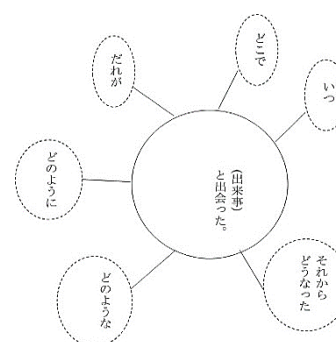 いつ
どこで
だれが
(出来事)
と出会った。
どのように
どのような
それから
どうなった